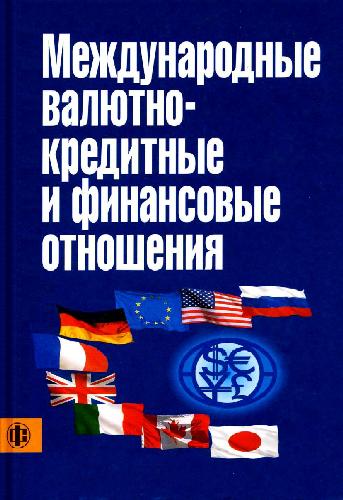 Международные
валютно-
кредитные
и финансовые
отношения